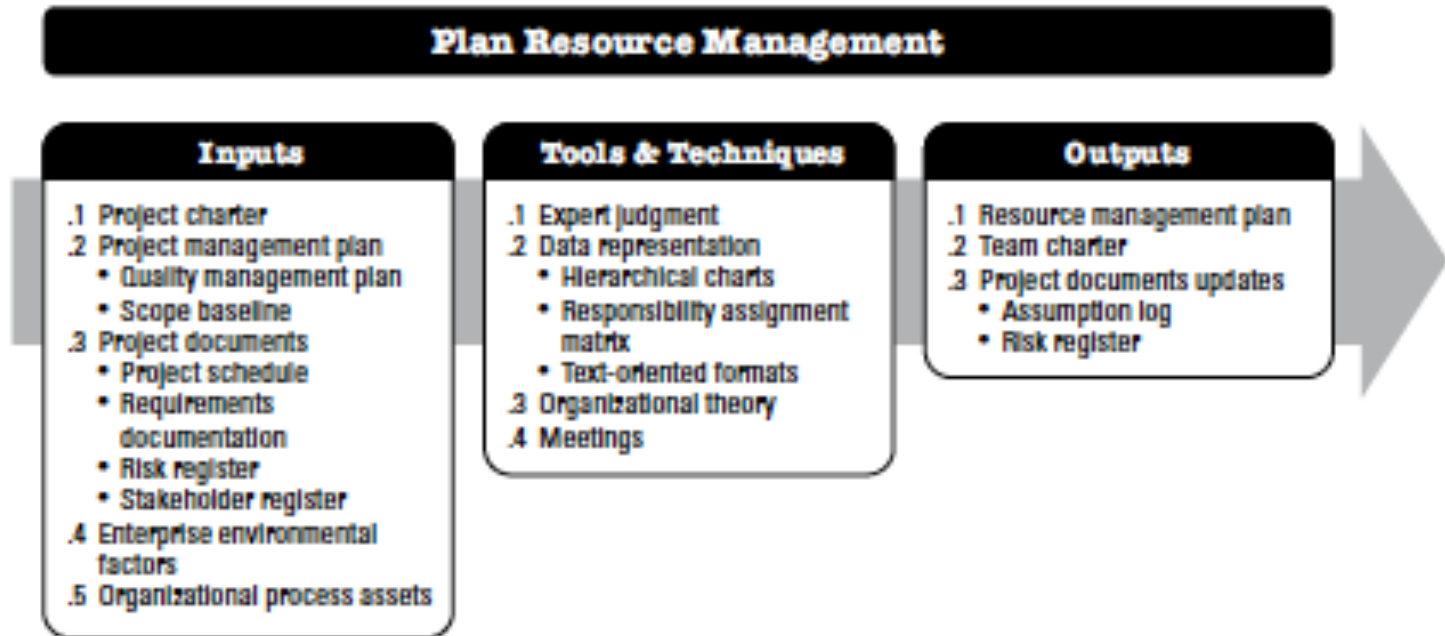 Plan Resource Management
Inputs
.1 Project charter
.2 Project management plan
• Quality management plan
• Scope baseline
.3 Project documents
• Project schedule
• Requirements
documentation
• Risk register
• Stakeholder register
.4 Enterprise environmental
factors
.5 Organizational process assets
Tools & Techniques
.1 Expert judgment
.2 Data representation
• Hierarchical charts
• Responsibility assignment
matrix
• Text-oriented formats
.3 Organizational theory
.4 Meetings
Outputs
.1 Resource management plan
.2 Team charter
.3 Project documents updates
• Assumption log
• Risk register